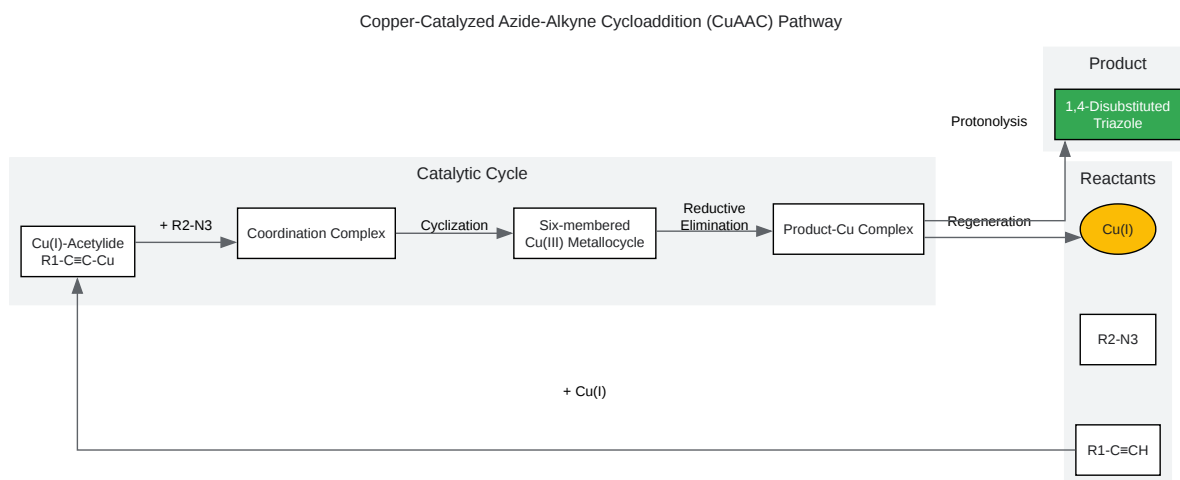 Copper-Catalyzed Azide-Alkyne Cycloaddition (CuAAC) Pathway
Product
1,4-Disubstituted
Triazole
Protonolysis
Catalytic Cycle
Reactants
Cu(I)-Acetylide
R1-C≡C-Cu
+ R2-N3
Coordination Complex
Cyclization
Six-membered
Cu(III) Metallocycle
Reductive
Elimination
Product-Cu Complex
Regeneration
Cu(I)
R2-N3
+ Cu(I)
R1-C≡CH